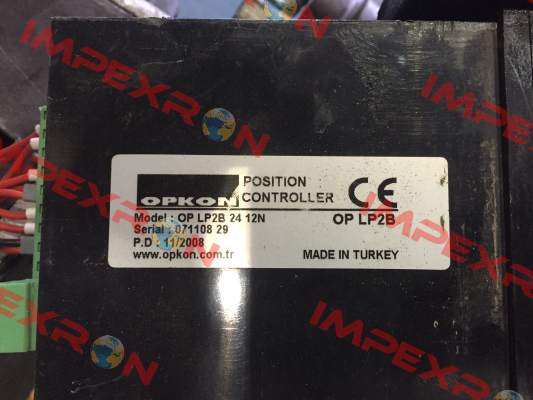 IMPEXRON
IMPEXRON
OPKON
POSITION
CONTROLLER
CE
Model : OP LP2B 24 12N
OP LP2B
Serial : 071108 29
P.D : 11/2008
www.opkon.com.tr
MADE IN TURKEY
IMPEXRON
IMPEXRON